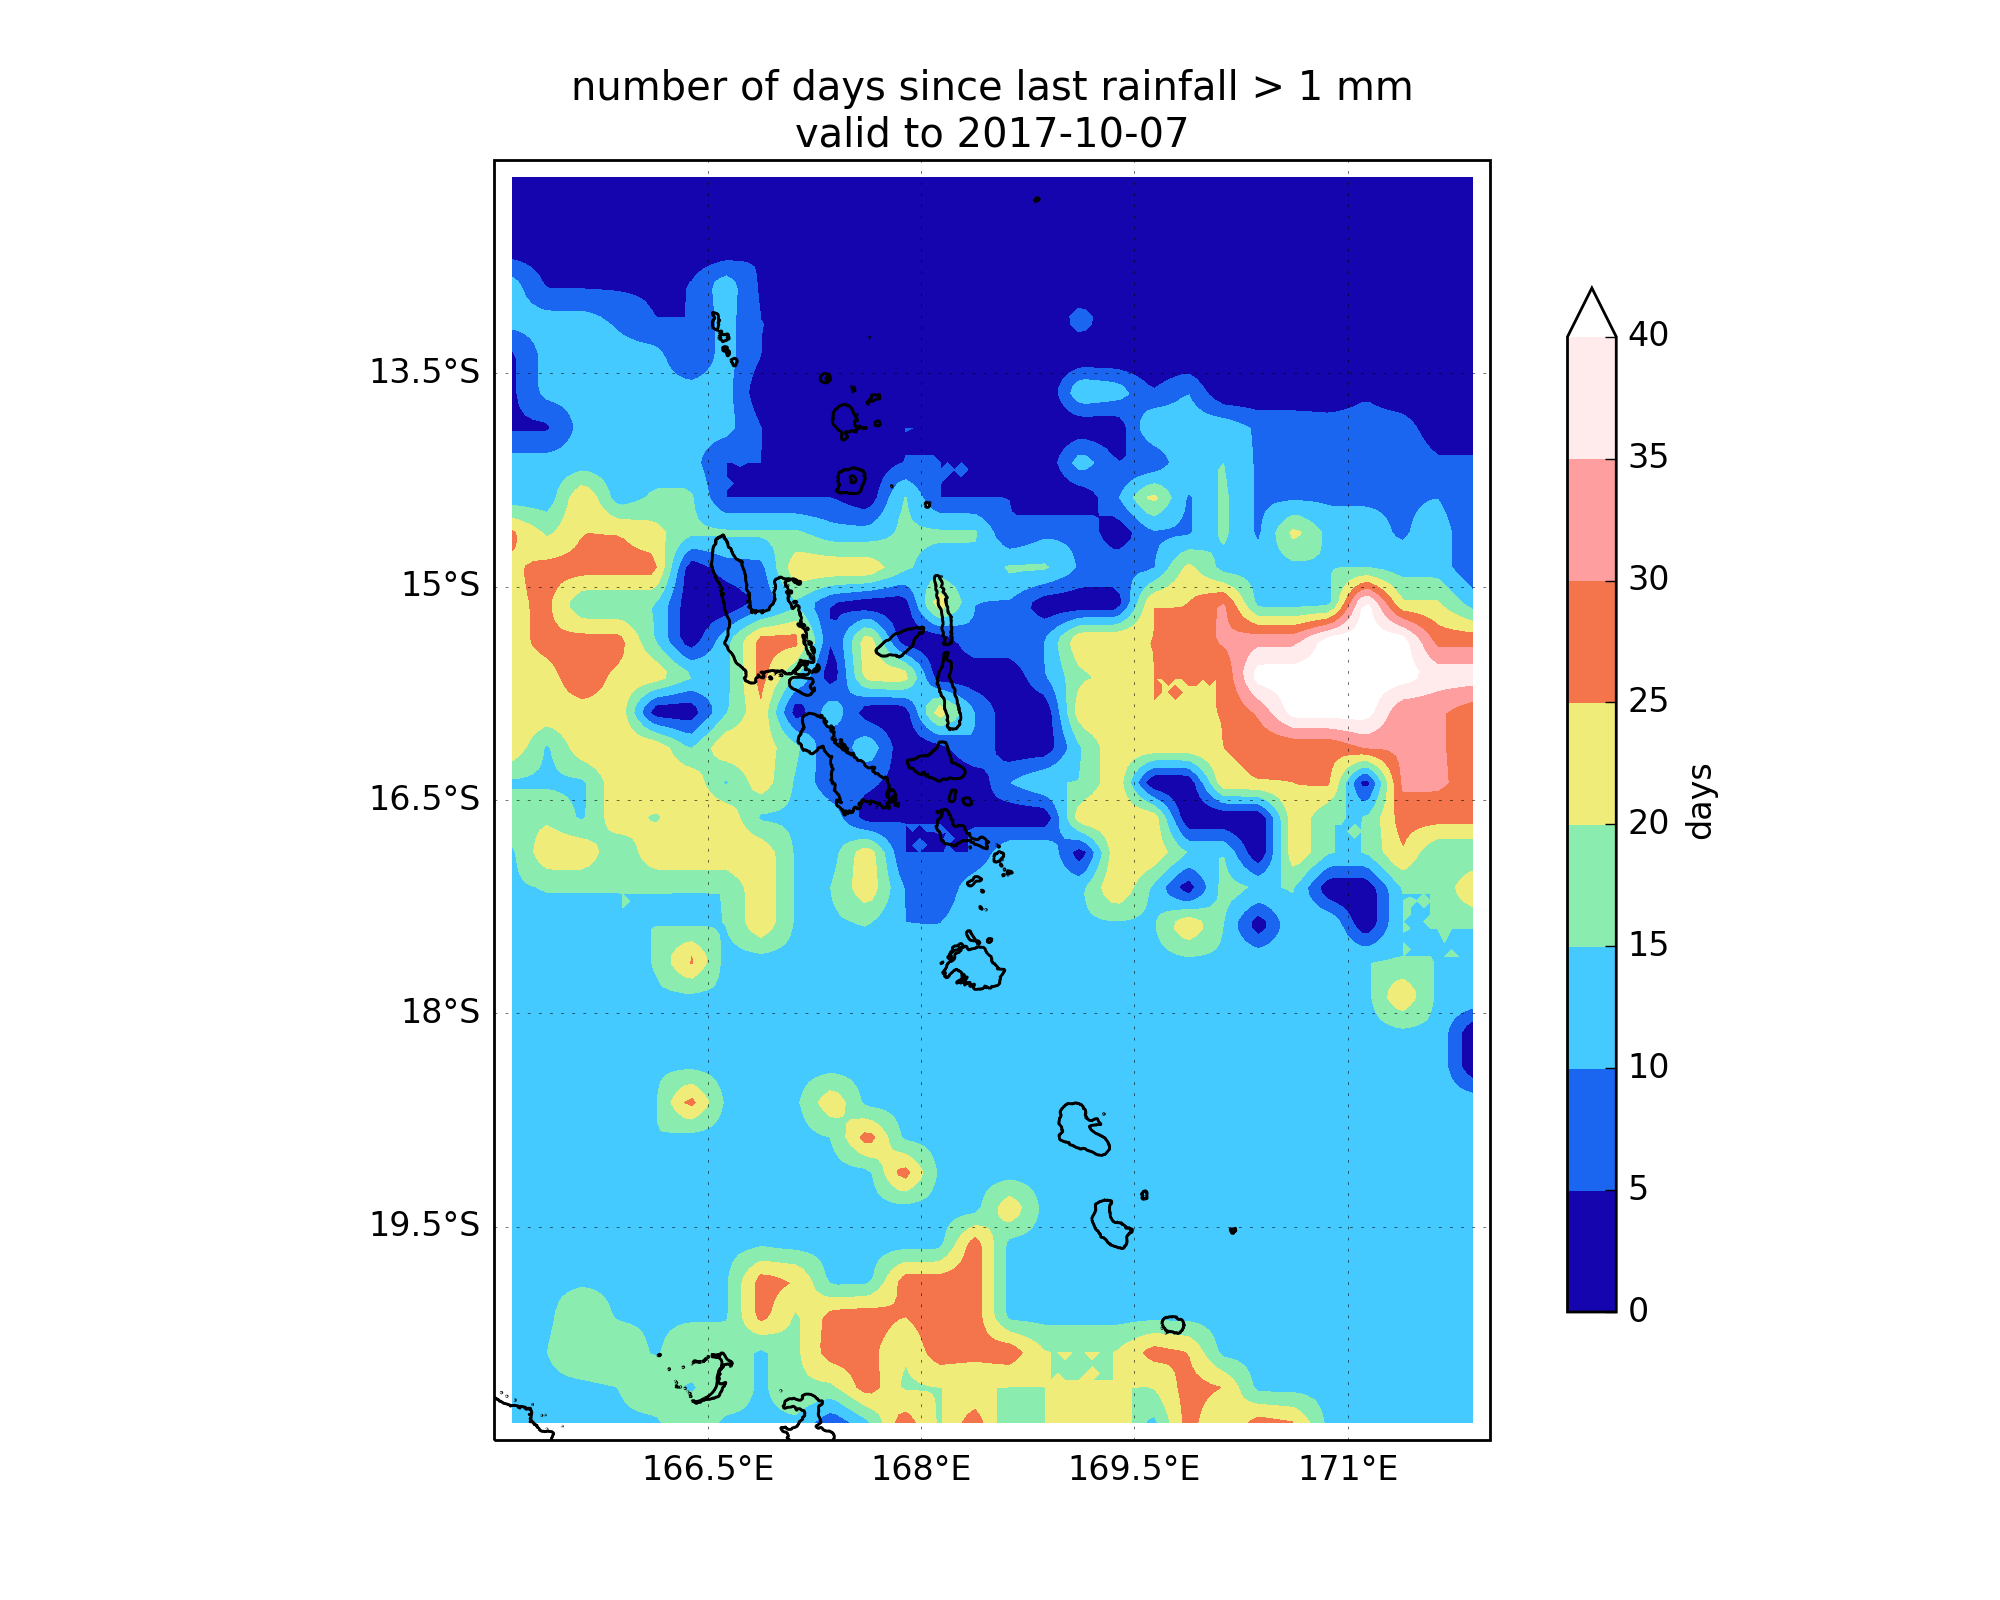 number of days since last rainfall > 1 mm
valid to 2017-10-07
13.5°S
15°S
16.5°S
18°S
19.5°S
166.5°E
168°E
169.5°E
171°E
40
35
30
25
20
15
10
5
0
days